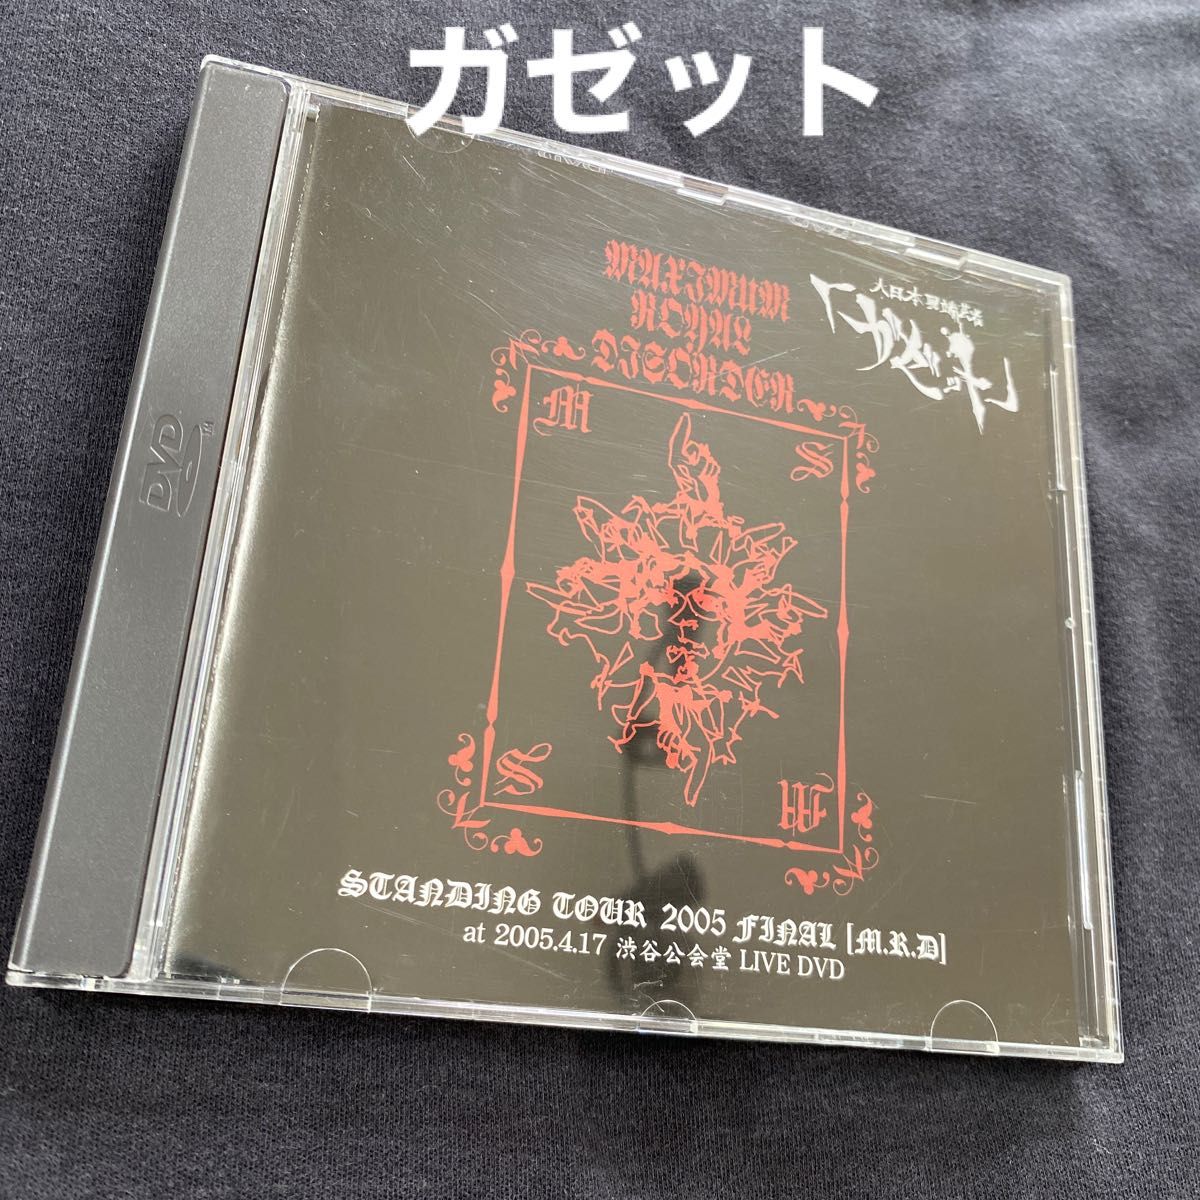 ガゼット
大日本異端芸者
「ガゼット」
MAXIMUM
ROYAL
DISORDER
M
S
S
M
STANDING TOUR 2005 FINAL [M.R.D]
at 2005.4.17 渋谷公会堂 LIVE DVD
DVD
TM